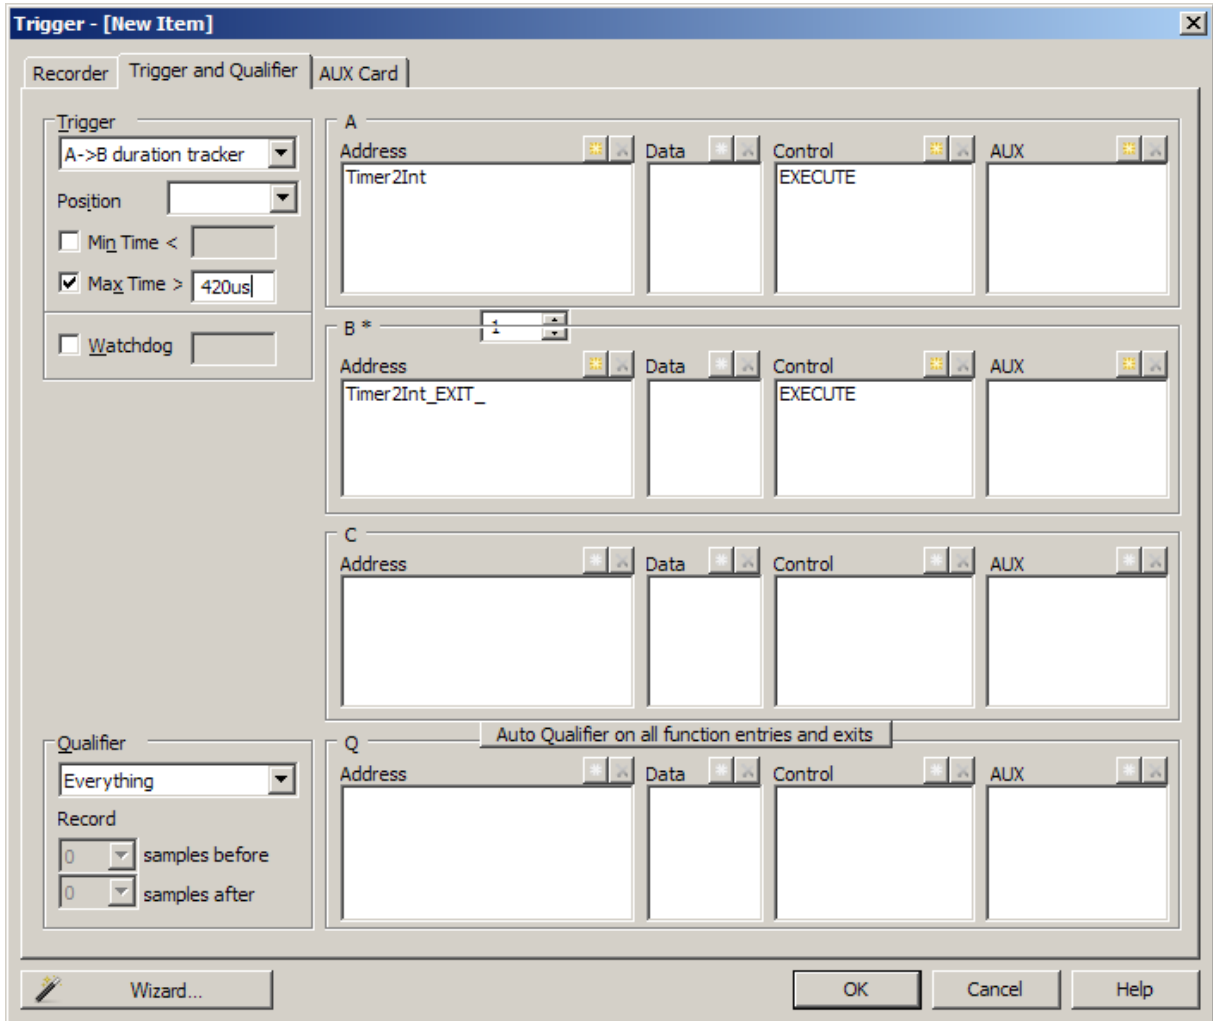 Trigger - [New Item]
Recorder
Trigger and Qualifier
AUX Card
Trigger
A->B duration tracker
Position
Min Time <
Max Time > 420us
Watchdog
A
Address Data Control AUX
Timer2Int EXECUTE
B * 1
Address Data Control AUX
Timer2Int_EXIT_ EXECUTE
C
Address Data Control AUX
Qualifier
Everything
Record
0 samples before
0 samples after
Auto Qualifier on all function entries and exits
Q
Address Data Control AUX
Wizard...
OK
Cancel
Help